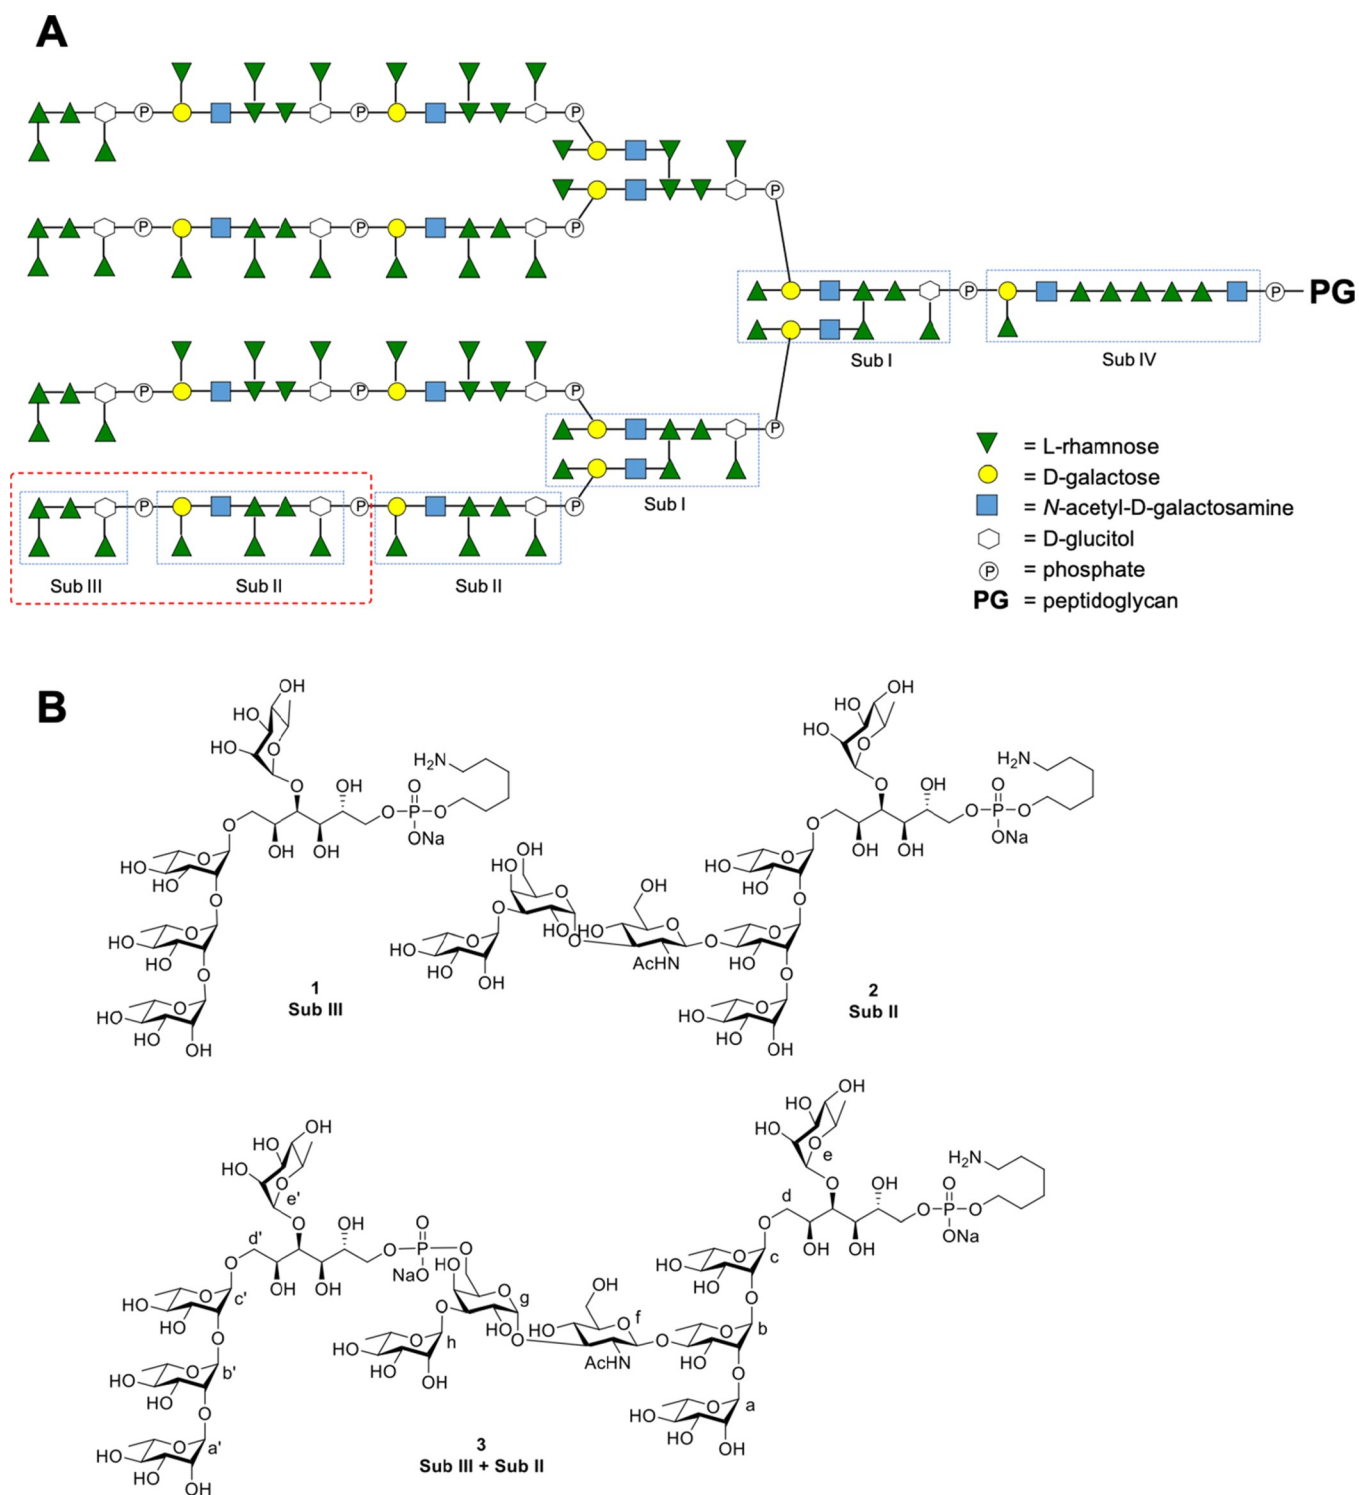 A
P P P
P P P
P
P P
PG
Sub I
Sub IV
P P P
P
Sub I
P P P
Sub III
Sub II
Sub II
= L-rhamnose
= D-galactose
= N-acetyl-D-galactosamine
= D-glucitol
P = phosphate
PG = peptidoglycan
B
OH
HO
HO
O
O
OH
H₂N
O
O
P
O
ONa
O
OH
OH
O
HO
HO
O
O
HO
HO
O
O
HO
HO
OH
1
Sub III
OH
HO
HO
O
O
OH
H₂N
O
O
P
O
ONa
O
OH
OH
O
HO
HO
O
OH
HO
O
O
HO
OH
HO
O
O
AcHN
O
O
HO
O
O
HO
HO
OH
O
HO
HO
OH
2
Sub II
OH
HO
HO
O
e'
O
d'
OH
O
O
P
O
NaO
O
OH
OH
O
HO
c'
HO
O
O
HO
b'
HO
O
O
HO
a'
HO
OH
HO
O
g
O
HO
O
HO
h
HO
OH
OH
HO
O
f
O
AcHN
O
OH
HO
HO
O
e
O
d
OH
H₂N
O
O
P
O
ONa
O
OH
OH
O
HO
c
HO
O
O
b
HO
O
O
HO
a
HO
OH
3
Sub III + Sub II